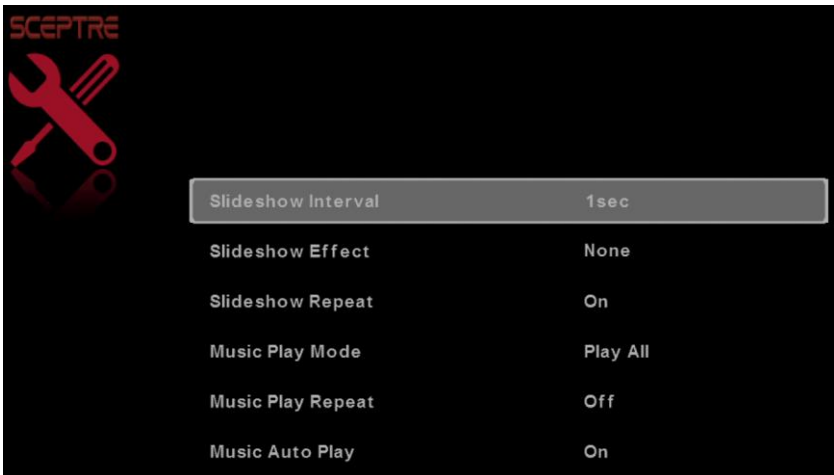 SCEPTRE
Slideshow Interval 1sec
Slideshow Effect None
Slideshow Repeat On
Music Play Mode Play All
Music Play Repeat Off
Music Auto Play On